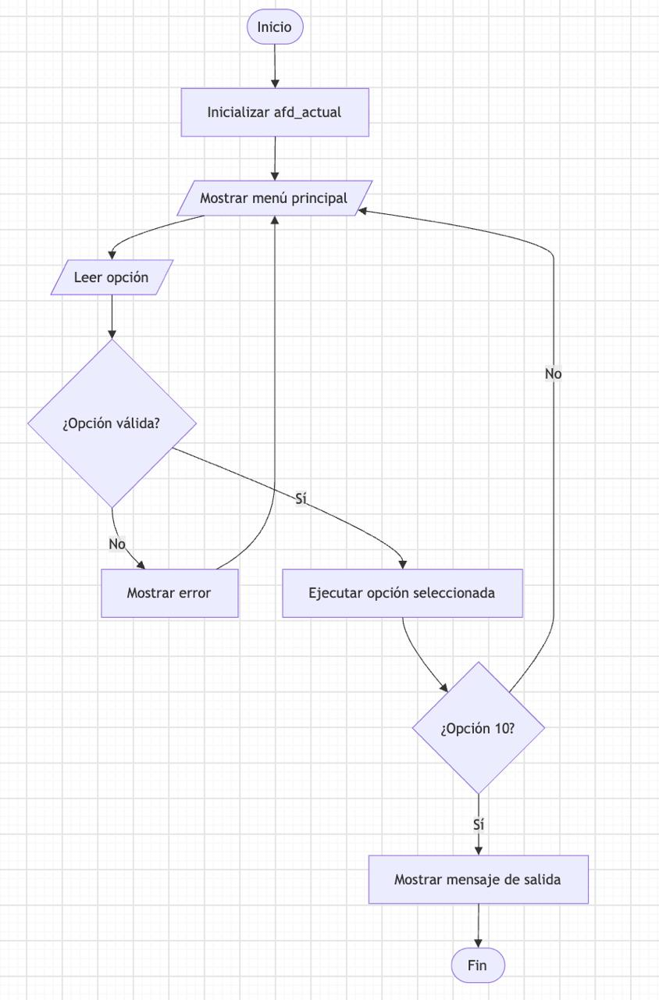 Inicio
Inicializar afd_actual
Mostrar menú principal
Leer opción
No
¿Opción válida?
Sí
No
Mostrar error
Ejecutar opción seleccionada
¿Opción 10?
Sí
Mostrar mensaje de salida
Fin